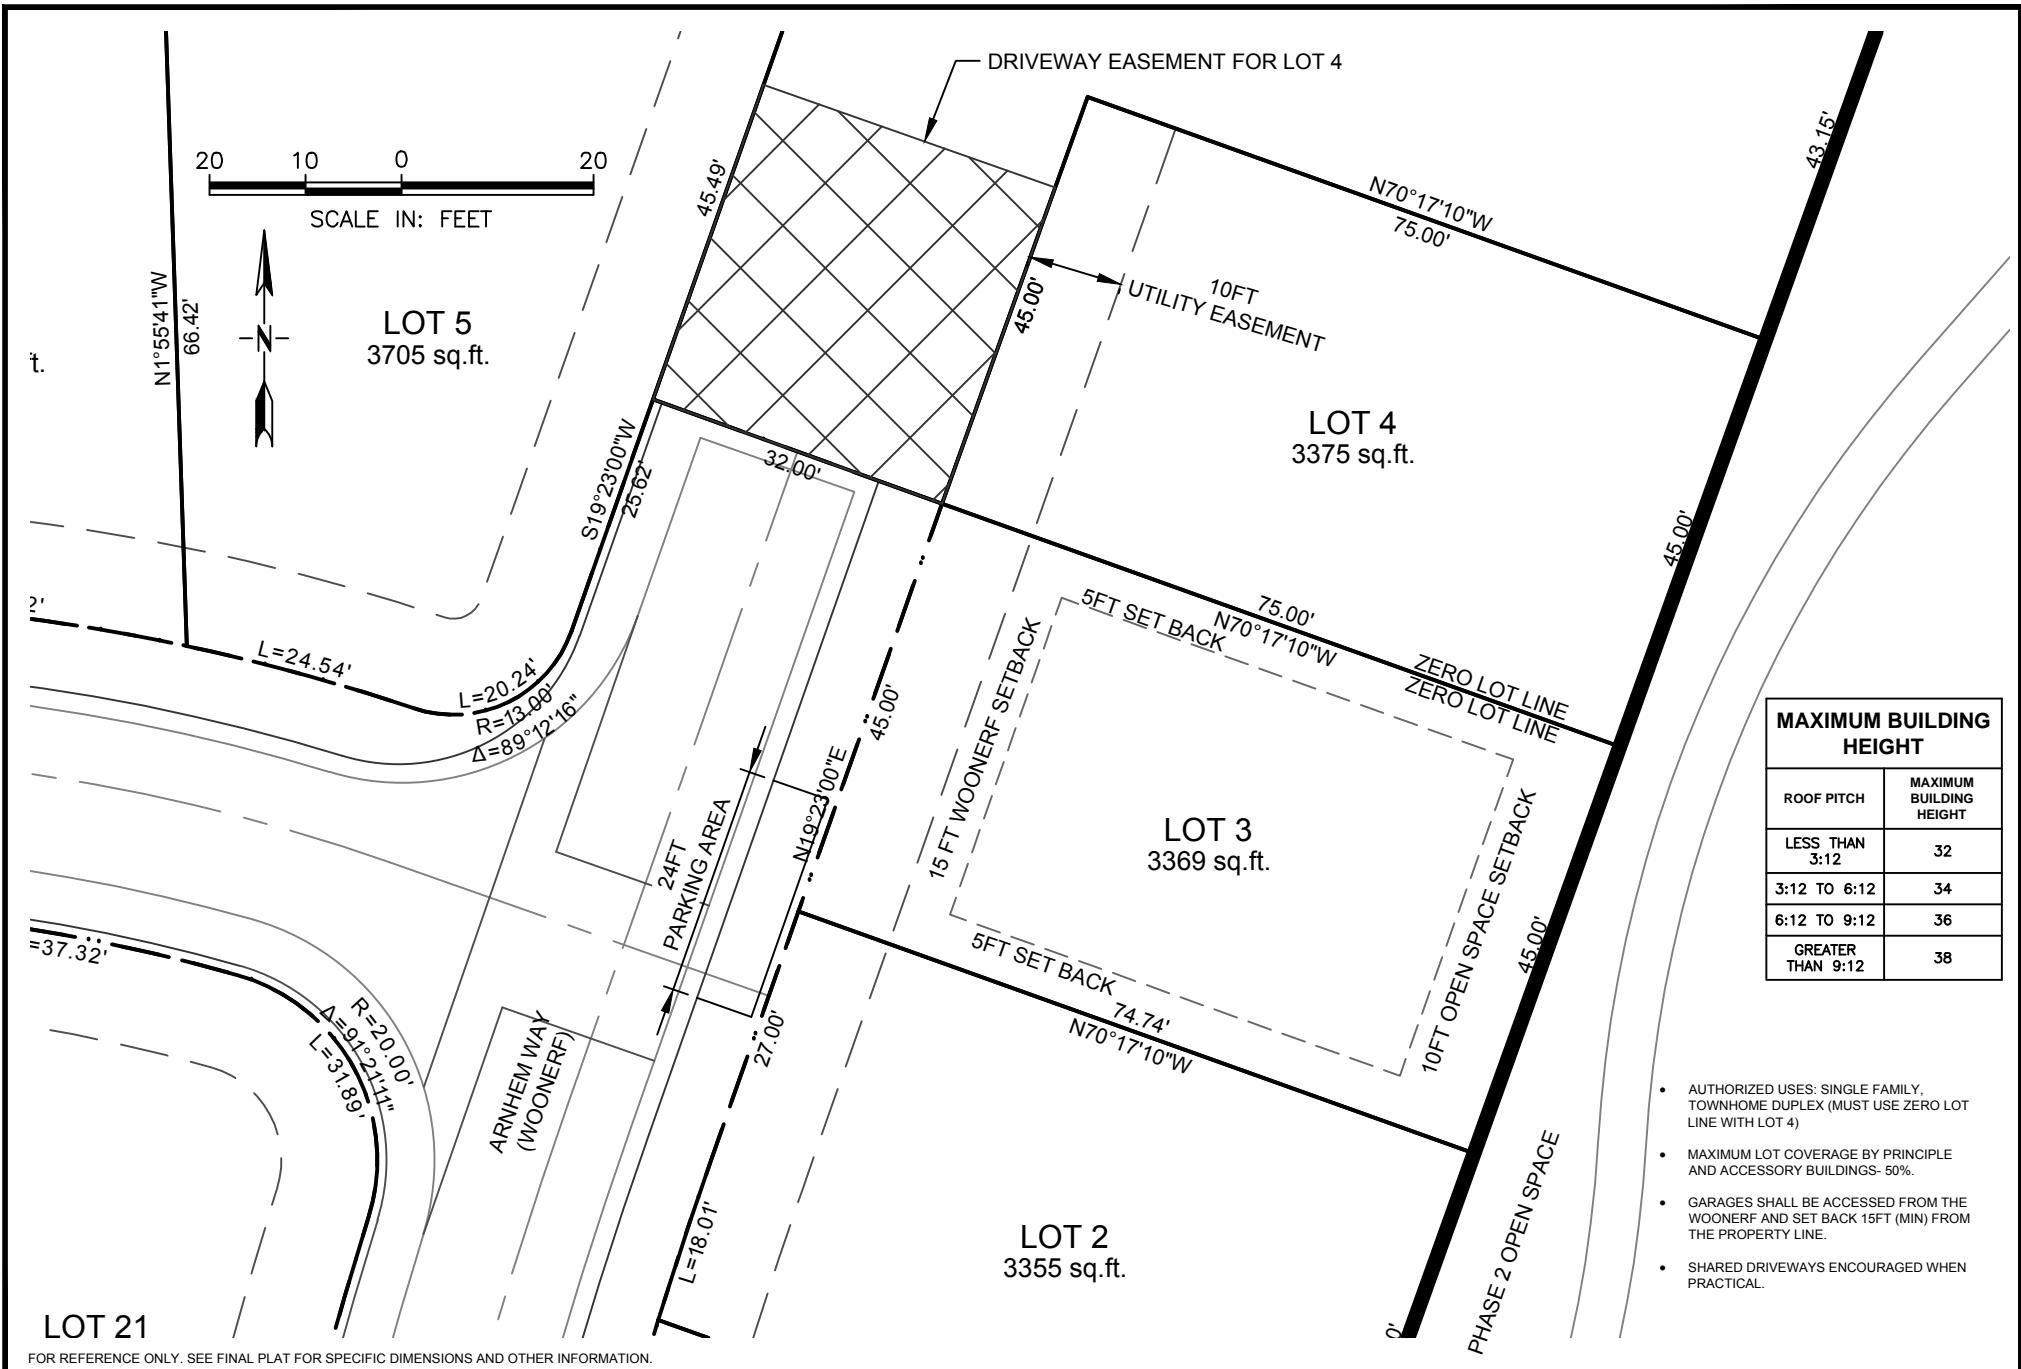 DRIVEWAY EASEMENT FOR LOT 4
20 10 0 20
SCALE IN: FEET
N
N1°55'41"W
66.42'
LOT 5
3705 sq.ft.
ft.
45.49'
45.00'
10FT
UTILITY EASEMENT
N70°17'10"W
75.00'
43.15'
LOT 4
3375 sq.ft.
45.00'
S19°23'00"W
25.62'
32.00'
2'
L=24.54'
L=20.24'
R=13.00'
Δ=89°12'16"
5FT SET BACK
75.00'
N70°17'10"W
ZERO LOT LINE
ZERO LOT LINE
15 FT WOONERF SETBACK
45.00'
N19°23'00"E
24FT
PARKING AREA
LOT 3
3369 sq.ft.
10FT OPEN SPACE SETBACK
45.00'
5FT SET BACK
74.74'
N70°17'10"W
=37.32'
R=20.00'
Δ=91°21'11"
L=31.89'
ARNHEM WAY
(WOONERF)
27.00'
L=18.01'
LOT 2
3355 sq.ft.
PHASE 2 OPEN SPACE
0'
LOT 21
MAXIMUM BUILDING
HEIGHT
ROOF PITCH
MAXIMUM
BUILDING
HEIGHT
LESS THAN
3:12
32
3:12 TO 6:12 34
6:12 TO 9:12 36
GREATER
THAN 9:12
38
• AUTHORIZED USES: SINGLE FAMILY,
TOWNHOME DUPLEX (MUST USE ZERO LOT
LINE WITH LOT 4)
• MAXIMUM LOT COVERAGE BY PRINCIPLE
AND ACCESSORY BUILDINGS- 50%.
• GARAGES SHALL BE ACCESSED FROM THE
WOONERF AND SET BACK 15FT (MIN) FROM
THE PROPERTY LINE.
• SHARED DRIVEWAYS ENCOURAGED WHEN
PRACTICAL.
FOR REFERENCE ONLY. SEE FINAL PLAT FOR SPECIFIC DIMENSIONS AND OTHER INFORMATION.